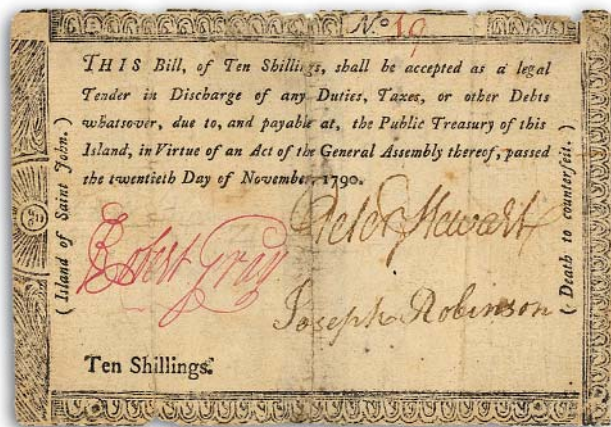 No. 19
THIS Bill, of Ten Shillings, shall be accepted as a legal
Tender in Discharge of any Duties, Taxes, or other Debts
whatsover, due to, and payable at, the Public Treasury of this
Island, in Virtue of an Act of the General Assembly thereof, passed
the twentieth Day of November, 1790.
(Island of Saint John.)
(Death to counterfeit.)
Robert Gray
Peter Stewart
Joseph Robinson
Ten Shillings.